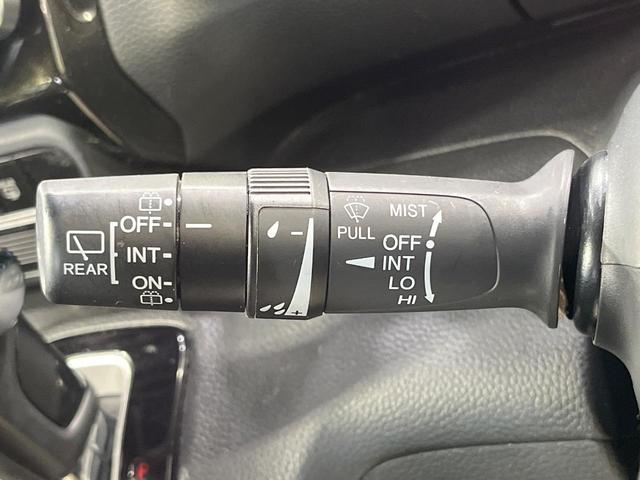 REAR
OFF
INT
ON
− 
+
PULL
MIST
OFF
INT
LO
HI